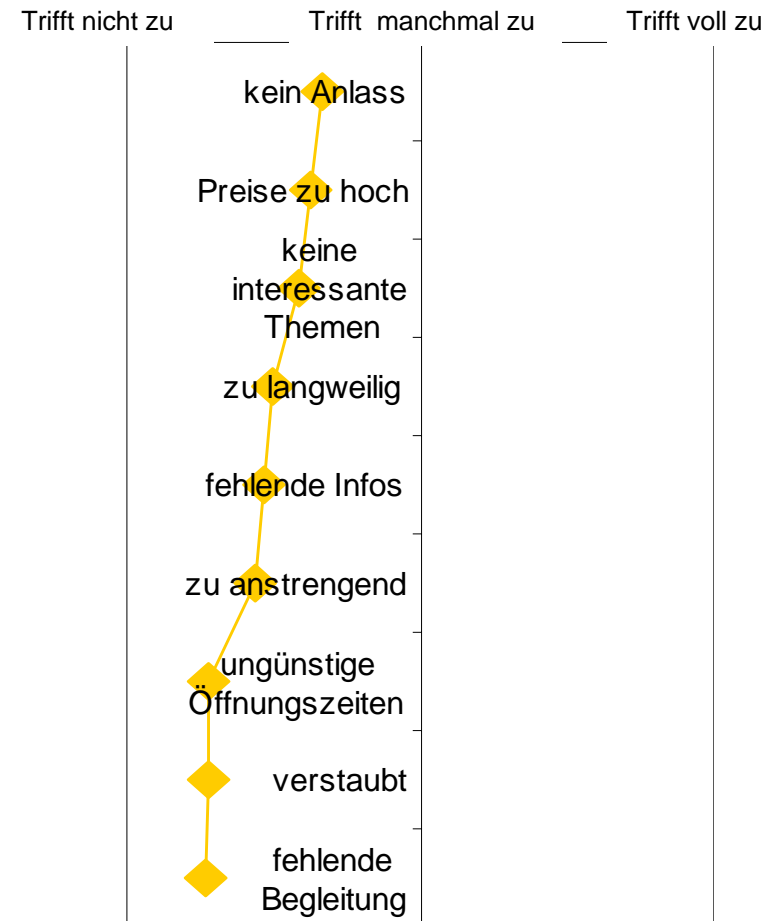 Trifft nicht zu Trifft manchmal zu Trifft voll zu
kein Anlass
Preise zu hoch
keine
interessante
Themen
zu langweilig
fehlende Infos
zu anstrengend
ungünstige
Öffnungszeiten
verstaubt
fehlende
Begleitung